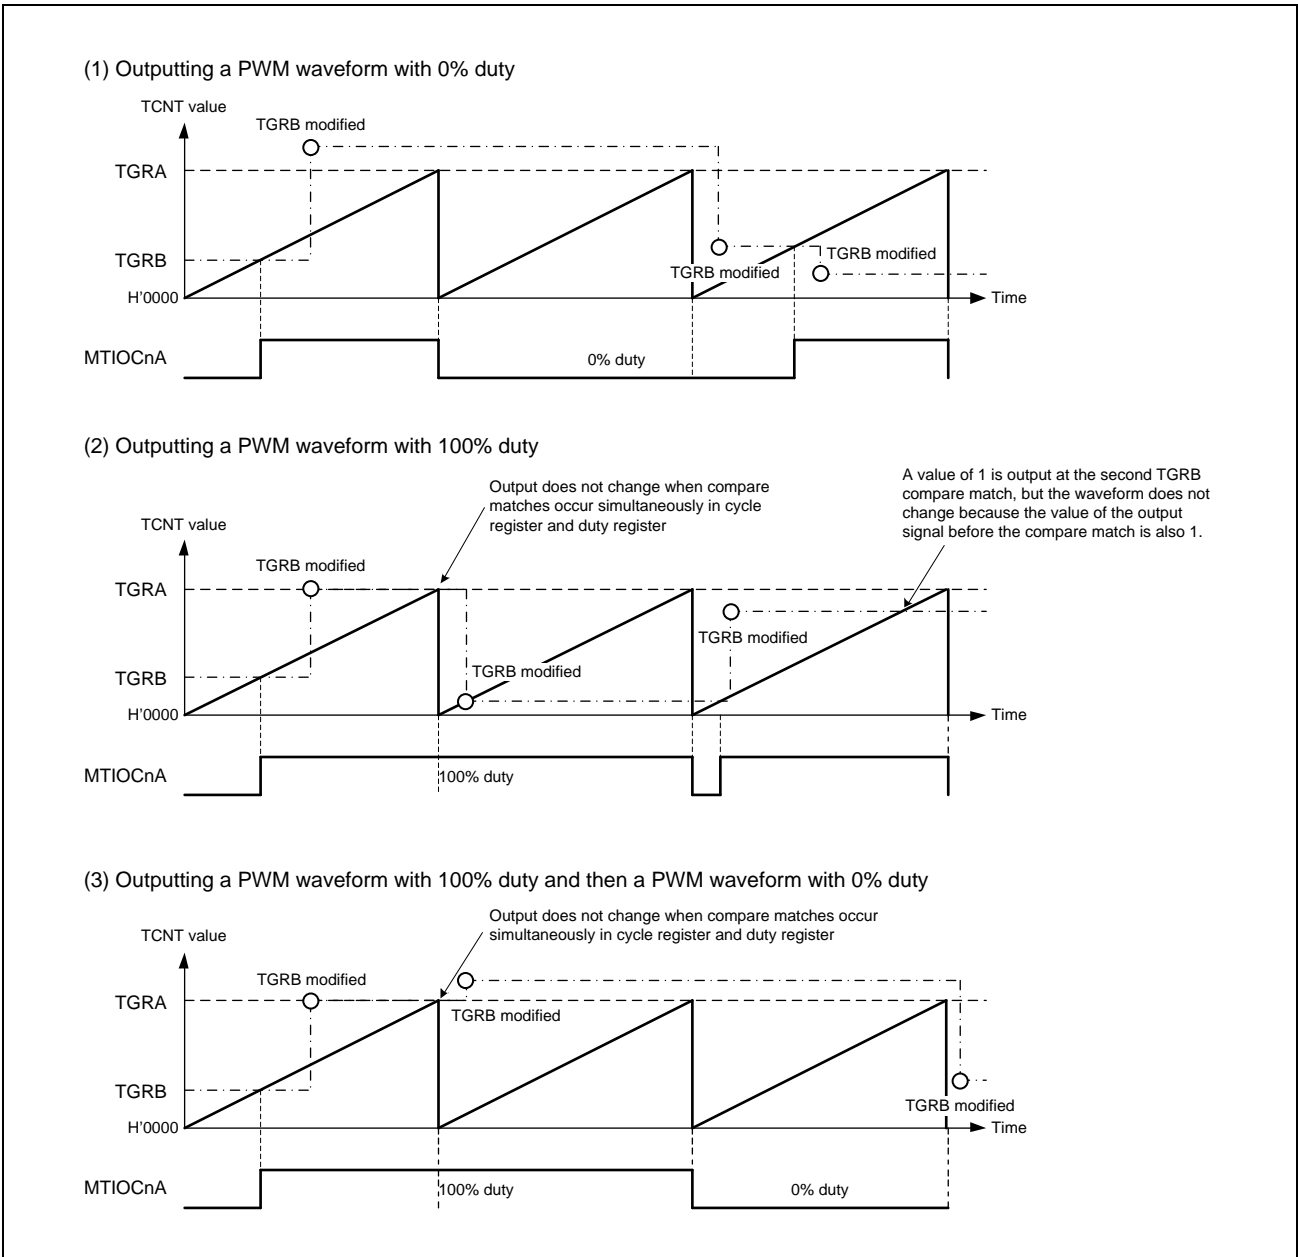 (1) Outputting a PWM waveform with 0% duty
TCNT value
TGRB modified
TGRA
TGRB
TGRB modified
TGRB modified
H'0000
Time
MTIOCnA
0% duty
(2) Outputting a PWM waveform with 100% duty
A value of 1 is output at the second TGRB
compare match, but the waveform does not
change because the value of the output
signal before the compare match is also 1.
Output does not change when compare
matches occur simultaneously in cycle
register and duty register
TCNT value
TGRB modified
TGRA
TGRB modified
TGRB modified
TGRB
H'0000
Time
MTIOCnA
100% duty
(3) Outputting a PWM waveform with 100% duty and then a PWM waveform with 0% duty
Output does not change when compare matches occur
simultaneously in cycle register and duty register
TCNT value
TGRB modified
TGRA
TGRB modified
TGRB
TGRB modified
H'0000
Time
MTIOCnA
100% duty
0% duty